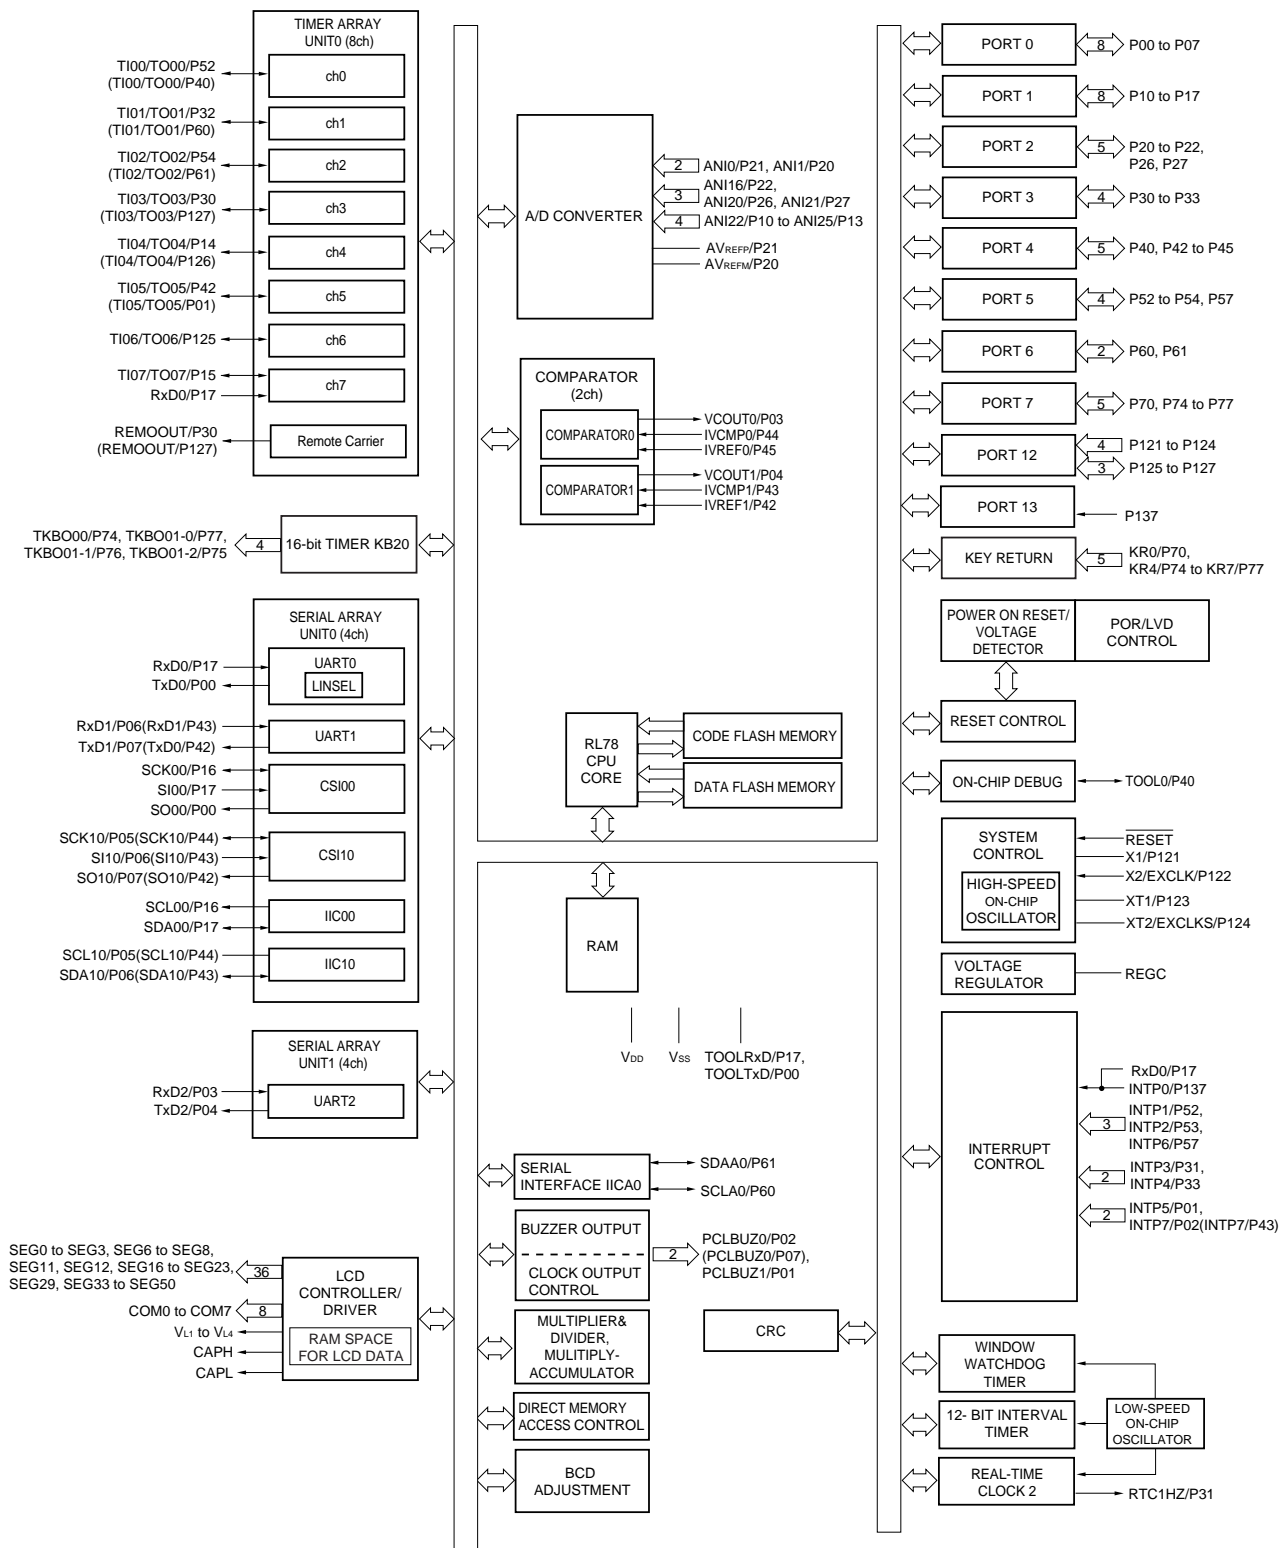 TIMER ARRAY
UNIT0 (8ch)
TI00/TO00/P52
(TI00/TO00/P40)
ch0
TI01/TO01/P32
(TI01/TO01/P60)
ch1
TI02/TO02/P54
(TI02/TO02/P61)
ch2
TI03/TO03/P30
(TI03/TO03/P127)
ch3
TI04/TO04/P14
(TI04/TO04/P126)
ch4
TI05/TO05/P42
(TI05/TO05/P01)
ch5
TI06/TO06/P125
ch6
TI07/TO07/P15
RxD0/P17
ch7
REMOOUT/P30
(REMOOUT/P127)
Remote Carrier
TKBO00/P74, TKBO01-0/P77,
TKBO01-1/P76, TKBO01-2/P75
4
16-bit TIMER KB20
SERIAL ARRAY
UNIT0 (4ch)
RxD0/P17
TxD0/P00
UART0
LINSEL
RxD1/P06(RxD1/P43)
TxD1/P07(TxD0/P42)
UART1
SCK00/P16
SI00/P17
SO00/P00
CSI00
SCK10/P05(SCK10/P44)
SI10/P06(SI10/P43)
SO10/P07(SO10/P42)
CSI10
SCL00/P16
SDA00/P17
IIC00
SCL10/P05(SCL10/P44)
SDA10/P06(SDA10/P43)
IIC10
SERIAL ARRAY
UNIT1 (4ch)
RxD2/P03
TxD2/P04
UART2
SEG0 to SEG3, SEG6 to SEG8,
SEG11, SEG12, SEG16 to SEG23,
SEG29, SEG33 to SEG50
36
COM0 to COM7
8
VL1 to VL4
CAPH
CAPL
LCD
CONTROLLER/
DRIVER
RAM SPACE
FOR LCD DATA
A/D CONVERTER
2
ANI0/P21, ANI1/P20
3
ANI16/P22,
ANI20/P26, ANI21/P27
4
ANI22/P10 to ANI25/P13
AVREFP/P21
AVREFM/P20
COMPARATOR
(2ch)
COMPARATOR0
VCOUT0/P03
IVCMP0/P44
IVREF0/P45
COMPARATOR1
VCOUT1/P04
IVCMP1/P43
IVREF1/P42
RL78
CPU
CORE
CODE FLASH MEMORY
DATA FLASH MEMORY
RAM
VDD
VSS
TOOLRxD/P17,
TOOLTxD/P00
SERIAL
INTERFACE IICA0
SDAA0/P61
SCLA0/P60
BUZZER OUTPUT
CLOCK OUTPUT
CONTROL
2
PCLBUZ0/P02
(PCLBUZ0/P07),
PCLBUZ1/P01
MULTIPLIER&
DIVIDER,
MULITIPLY-
ACCUMULATOR
DIRECT MEMORY
ACCESS CONTROL
BCD
ADJUSTMENT
CRC
PORT 0
8
P00 to P07
PORT 1
8
P10 to P17
PORT 2
5
P20 to P22,
P26, P27
PORT 3
4
P30 to P33
PORT 4
5
P40, P42 to P45
PORT 5
4
P52 to P54, P57
PORT 6
2
P60, P61
PORT 7
5
P70, P74 to P77
PORT 12
4
P121 to P124
3
P125 to P127
PORT 13
P137
KEY RETURN
5
KR0/P70,
KR4/P74 to KR7/P77
POWER ON RESET/
VOLTAGE
DETECTOR
POR/LVD
CONTROL
RESET CONTROL
ON-CHIP DEBUG
TOOL0/P40
SYSTEM
CONTROL
HIGH-SPEED
ON-CHIP
OSCILLATOR
RESET
X1/P121
X2/EXCLK/P122
XT1/P123
XT2/EXCLKS/P124
VOLTAGE
REGULATOR
REGC
INTERRUPT
CONTROL
RxD0/P17
INTP0/P137
3
INTP1/P52,
INTP2/P53,
INTP6/P57
2
INTP3/P31,
INTP4/P33
2
INTP5/P01,
INTP7/P02(INTP7/P43)
WINDOW
WATCHDOG
TIMER
12- BIT INTERVAL
TIMER
LOW-SPEED
ON-CHIP
OSCILLATOR
REAL-TIME
CLOCK 2
RTC1HZ/P31